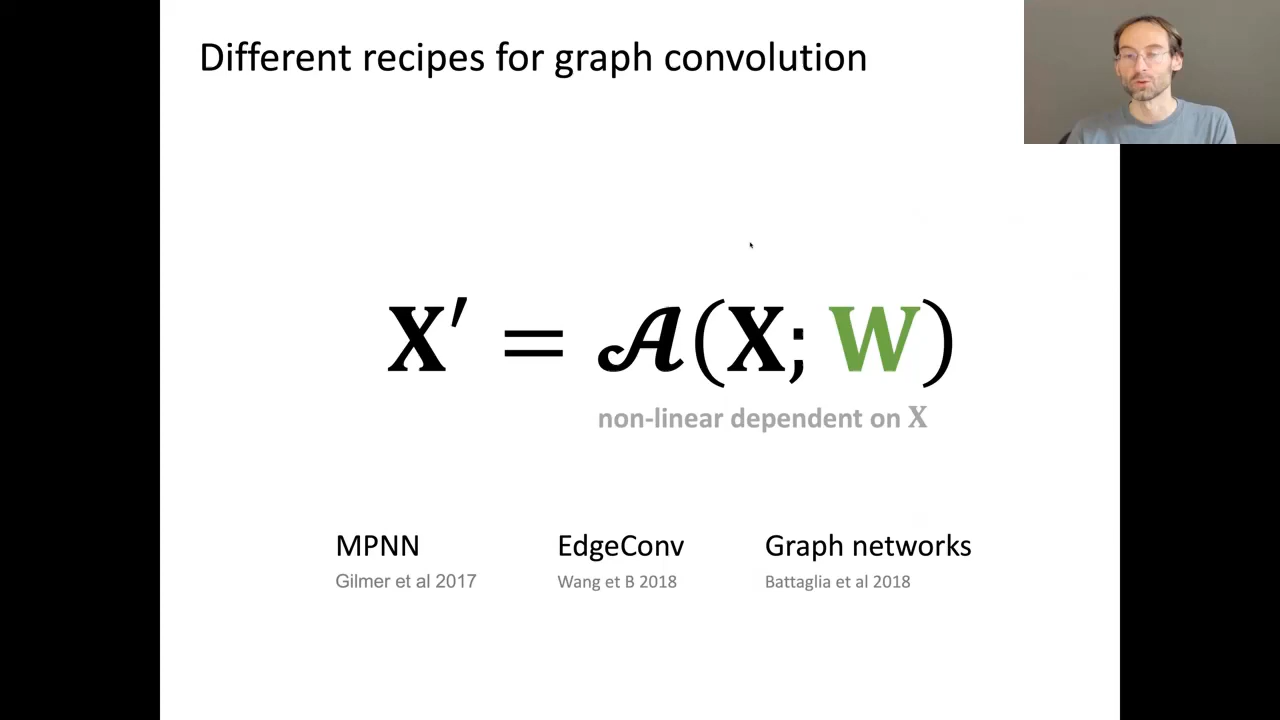 Different recipes for graph convolution
𝐗′ = 𝓐(𝐗; 𝐖)
non-linear dependent on 𝐗
MPNN EdgeConv Graph networks
Gilmer et al 2017 Wang et B 2018 Battaglia et al 2018